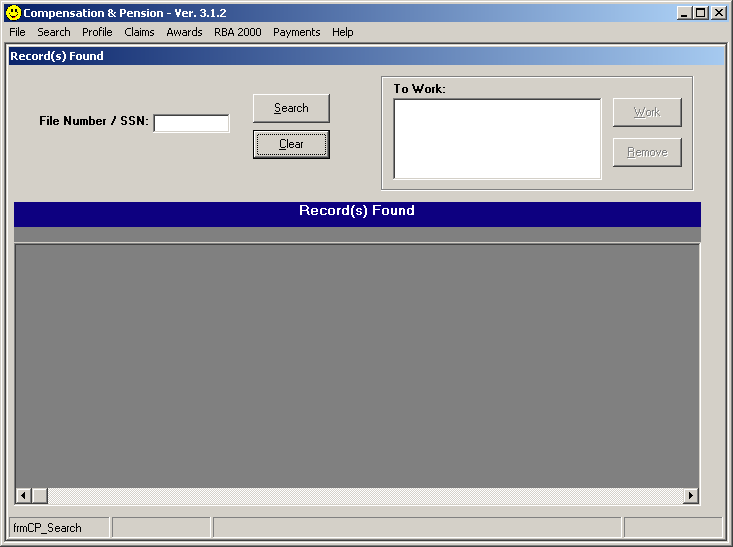 Compensation & Pension - Ver. 3.1.2
File Search Profile Claims Awards RBA 2000 Payments Help
Record(s) Found
To Work:
File Number / SSN:
Search
Clear
Work
Remove
Record(s) Found
frmCP_Search